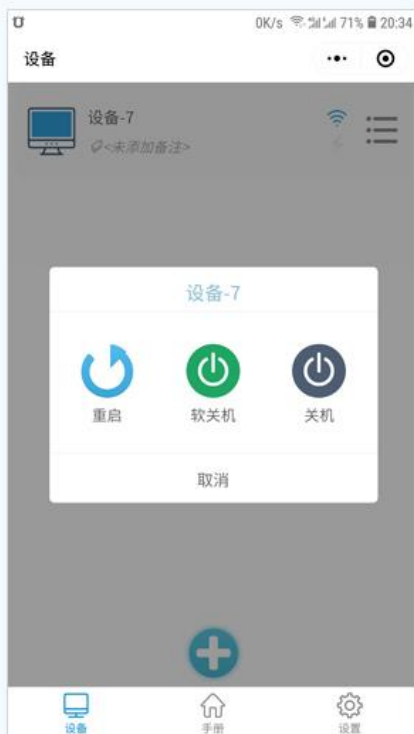 0K/s 71% 20:34
设备
设备-7
<未添加备注>
设备-7
重启 软关机 关机
取消
设备 手册 设置